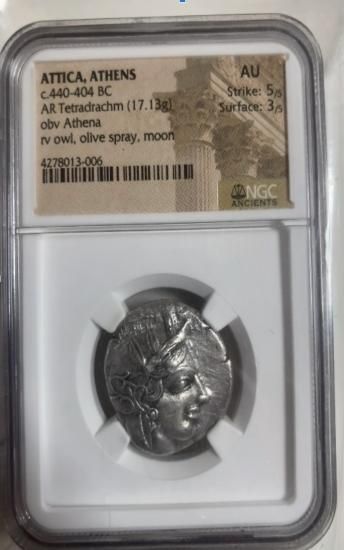 ATTICA, ATHENS
c.440-404 BC
AR Tetradrachm (17.13g)
obv Athena
rv owl, olive spray, moon
4278013-006
AU
Strike: 5/5
Surface: 3/5
NGC
ANCIENTS